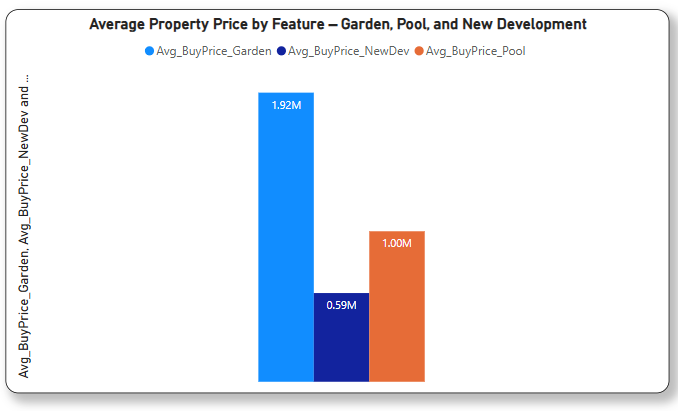 Average Property Price by Feature – Garden, Pool, and New Development
Avg_BuyPrice_Garden Avg_BuyPrice_NewDev Avg_BuyPrice_Pool
Avg_BuyPrice_Garden, Avg_BuyPrice_NewDev and ...
1.92M
0.59M
1.00M